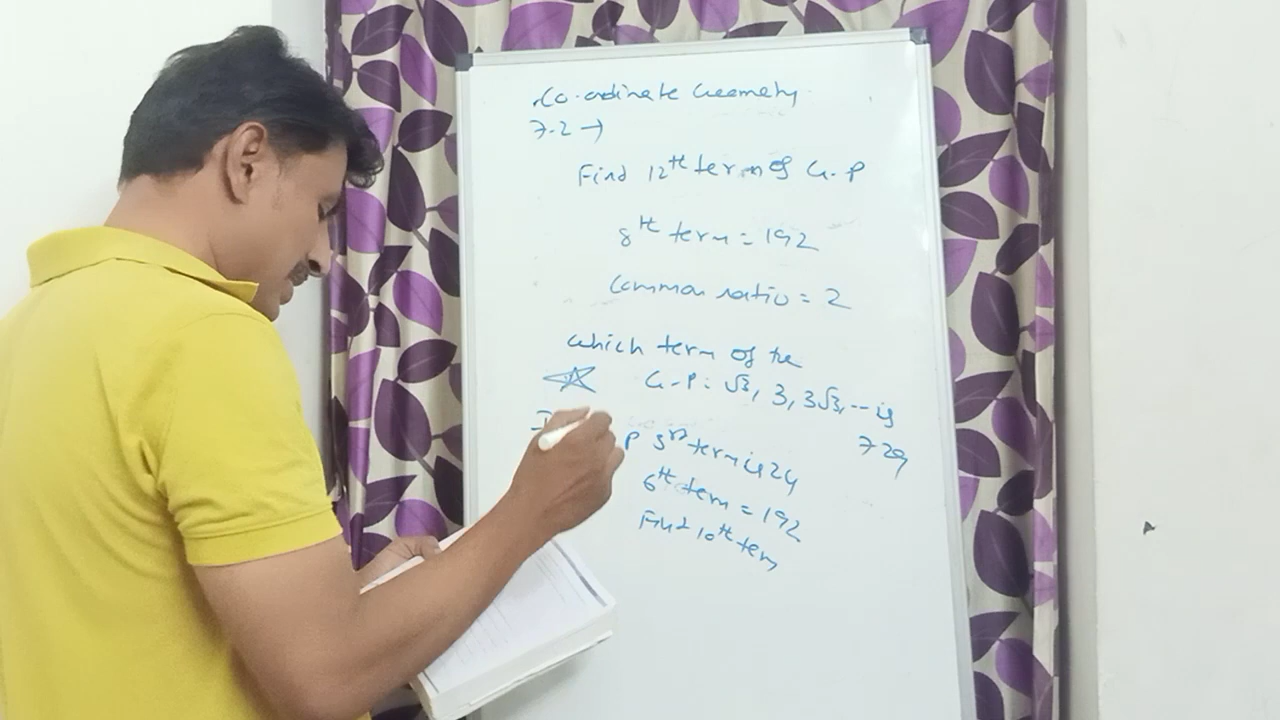 Co-ordinate Geometry
7.2 →
Find 12th term of G.P
8th term = 192
Common ratio = 2
which term of the
G.P: √3, 3, 3√3, -- is
729
P 3rd term is 24
6th term = 192
Find 10th term